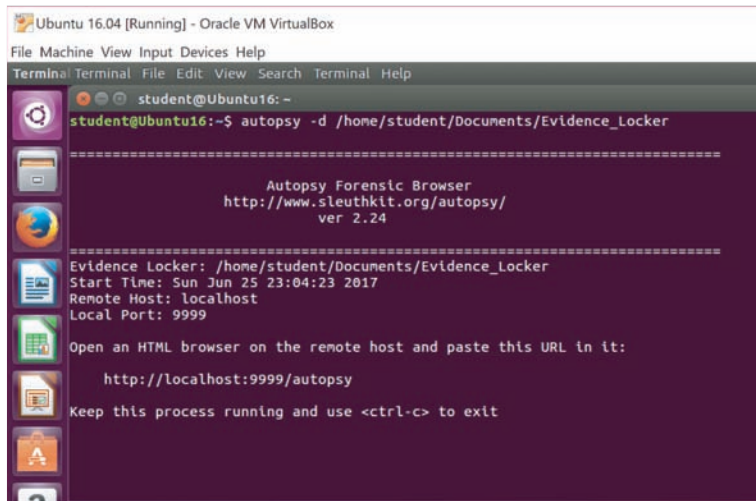 Ubuntu 16.04 [Running] - Oracle VM VirtualBox
File Machine View Input Devices Help
Terminal Terminal File Edit View Search Terminal Help
student@Ubuntu16: ~
student@Ubuntu16:~$ autopsy -d /home/student/Documents/Evidence_Locker
============================================================================
Autopsy Forensic Browser
http://www.sleuthkit.org/autopsy/
ver 2.24
============================================================================
Evidence Locker: /home/student/Documents/Evidence_Locker
Start Time: Sun Jun 25 23:04:23 2017
Remote Host: localhost
Local Port: 9999
Open an HTML browser on the remote host and paste this URL in it:
http://localhost:9999/autopsy
Keep this process running and use <ctrl-c> to exit